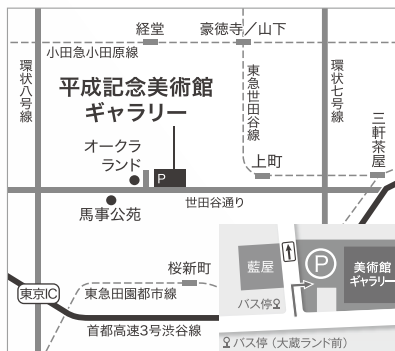 経堂
豪徳寺／山下
小田急小田原線
環状八号線
平成記念美術館
ギャラリー
東急世田谷線
環状七号線
三軒茶屋
オークラ
ランド
P
上町
世田谷通り
馬事公苑
藍屋
P
美術館
ギャラリー
バス停
バス停（大蔵ランド前）
桜新町
東京IC
東急田園都市線
首都高速3号渋谷線